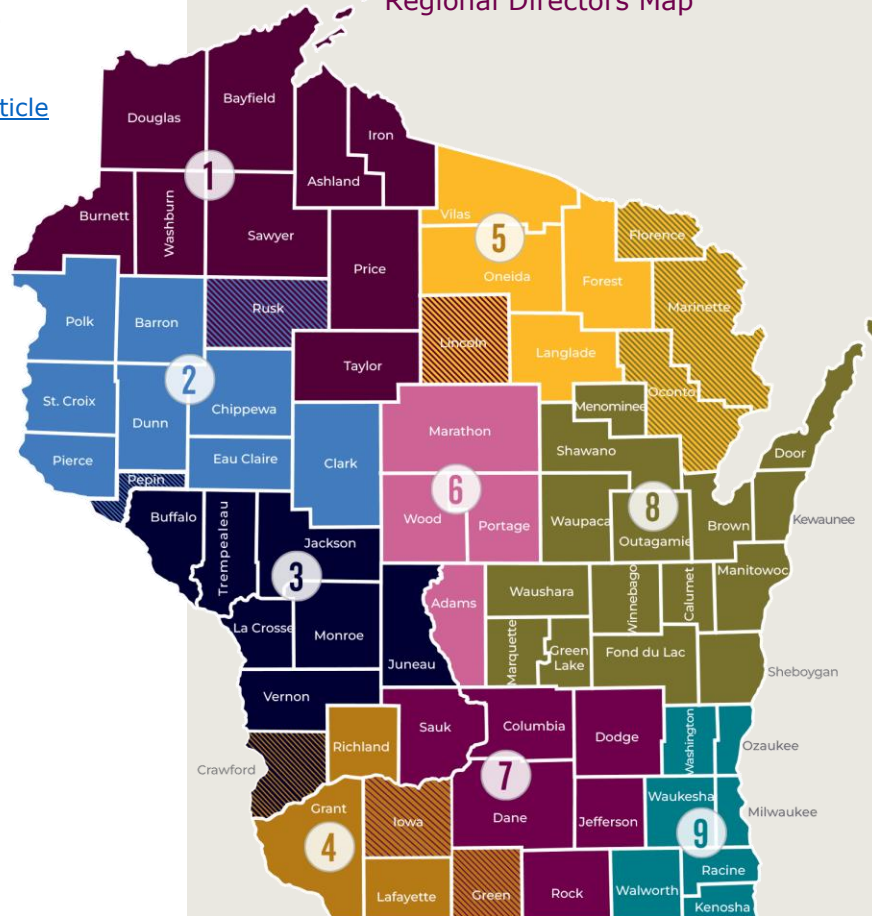 Regional Directors Map
ticle
Douglas
Bayfield
Iron
Ashland
1
Burnett
Washburn
Sawyer
Vilas
5
Florence
Price
Oneida
Forest
Polk
Barron
Rusk
Marinette
Lincoln
Langlade
Taylor
2
St. Croix
Chippewa
Oconto
Menominee
Dunn
Marathon
Shawano
Door
Pierce
Eau Claire
Clark
Pepin
6
8
Buffalo
Trempealeau
Wood
Portage
Waupaca
Brown
Kewaunee
Jackson
Outagamie
3
Manitowoc
Adams
Waushara
Winnebago
Calumet
La Crosse
Monroe
Juneau
Marquette
Green
Lake
Fond du Lac
Sheboygan
Vernon
Sauk
Columbia
Dodge
Washington
Richland
Ozaukee
Crawford
7
Waukesha
Grant
Iowa
Dane
Jefferson
Milwaukee
4
9
Racine
Lafayette
Green
Rock
Walworth
Kenosha